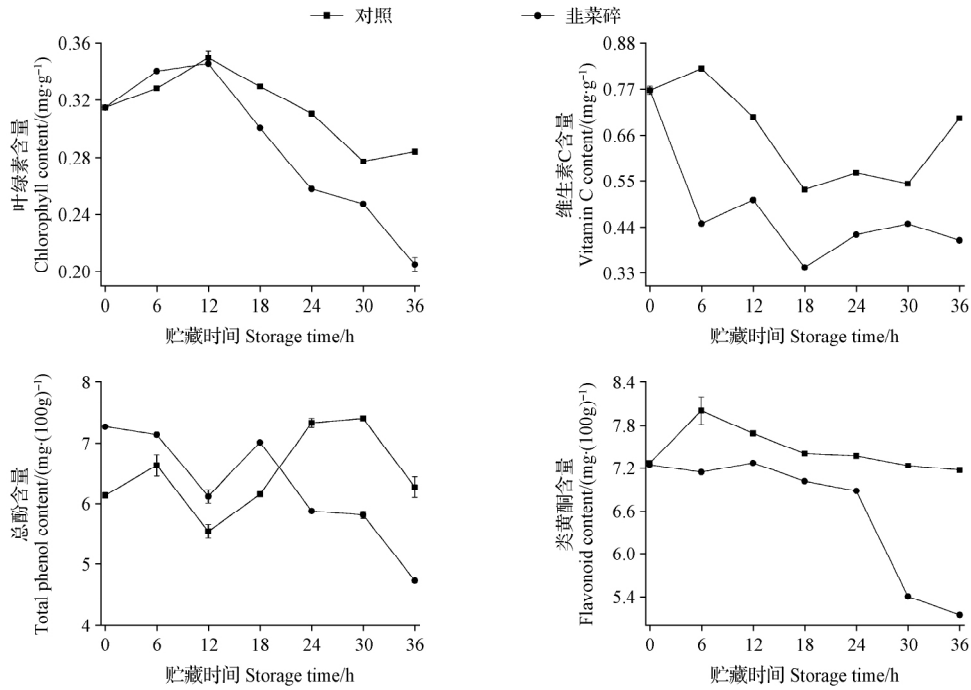 对照
韭菜碎
叶绿素含量
Chlorophyll content/(mg·g⁻¹)
0.36
0.32
0.28
0.24
0.20
0 6 12 18 24 30 36
贮藏时间 Storage time/h
维生素C含量
Vitamin C content/(mg·g⁻¹)
0.88
0.77
0.66
0.55
0.44
0.33
0 6 12 18 24 30 36
贮藏时间 Storage time/h
总酚含量
Total phenol content/(mg·(100g)⁻¹)
8
7
6
5
4
0 6 12 18 24 30 36
贮藏时间 Storage time/h
类黄酮含量
Flavonoid content/(mg·(100g)⁻¹)
8.4
7.8
7.2
6.6
6.0
5.4
0 6 12 18 24 30 36
贮藏时间 Storage time/h